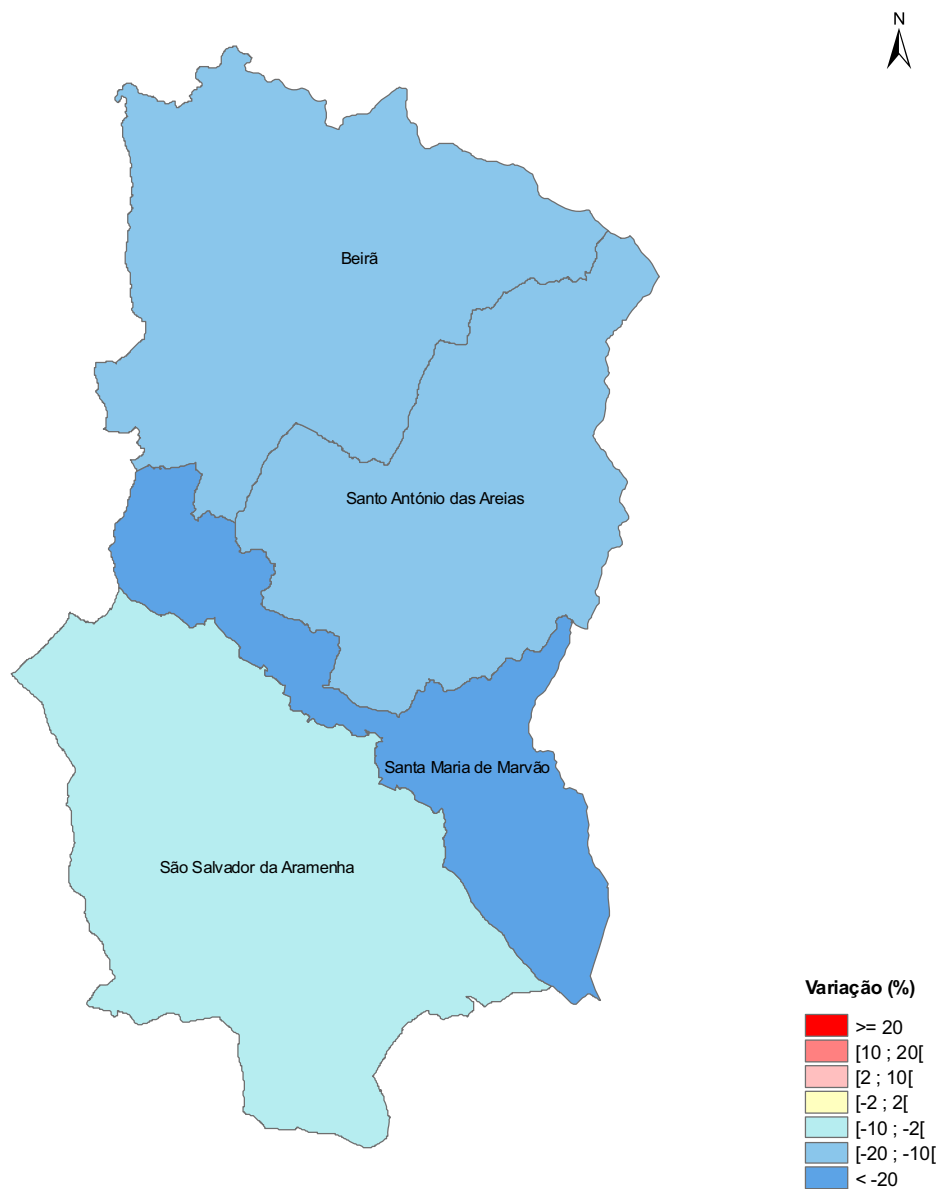 N
Beirã
Santo António das Areias
Santa Maria de Marvão
São Salvador da Aramenha
Variação (%)
>= 20
[10 ; 20[
[2 ; 10[
[-2 ; 2[
[-10 ; -2[
[-20 ; -10[
< -20